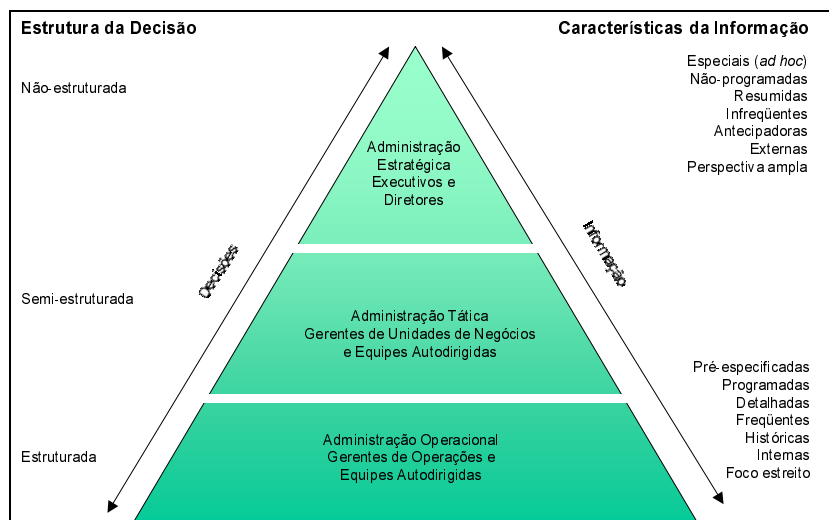 Estrutura da Decisão
Características da Informação
Não-estruturada
Especiais (ad hoc)
Não-programadas
Resumidas
Infreqüentes
Antecipadoras
Externas
Perspectiva ampla
Administração
Estratégica
Executivos e
Diretores
Decisões
Informação
Semi-estruturada
Administração Tática
Gerentes de Unidades de Negócios
e Equipes Autodirigidas
Pré-especificadas
Programadas
Detalhadas
Freqüentes
Históricas
Internas
Foco estreito
Estruturada
Administração Operacional
Gerentes de Operações e
Equipes Autodirigidas